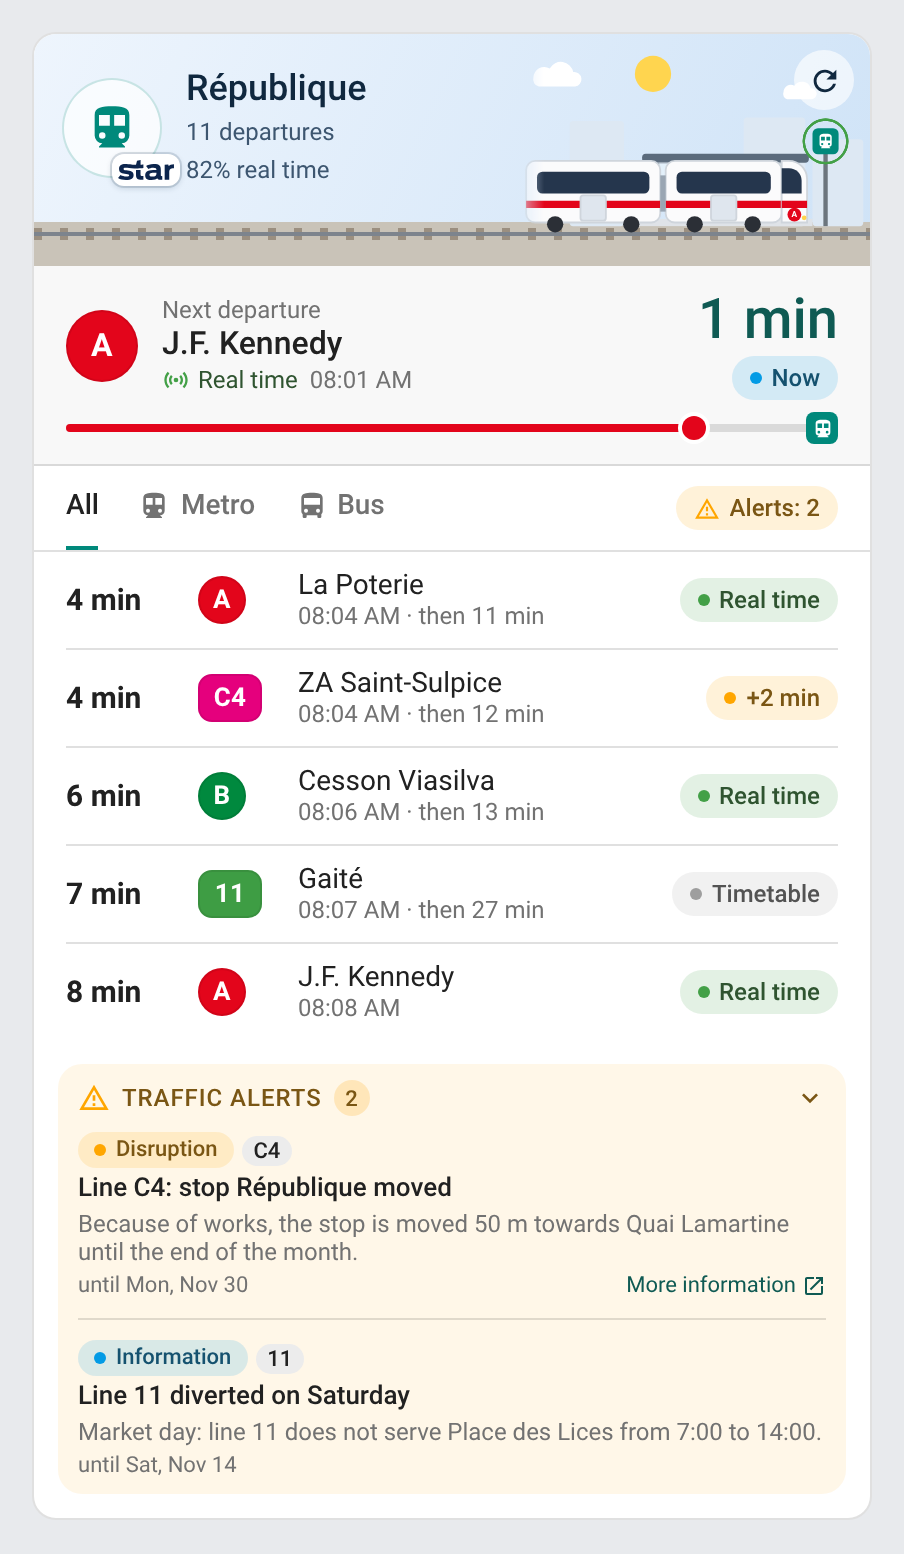 République
11 departures
star
82% real time
A
Next departure
1 min
A
J.F. Kennedy
Real time 08:01 AM
Now
All
Metro
Bus
Alerts: 2
4 min
A
La Poterie
08:04 AM · then 11 min
Real time
4 min
C4
ZA Saint-Sulpice
08:04 AM · then 12 min
+2 min
6 min
B
Cesson Viasilva
08:06 AM · then 13 min
Real time
7 min
11
Gaité
08:07 AM · then 27 min
Timetable
8 min
A
J.F. Kennedy
08:08 AM
Real time
TRAFFIC ALERTS 2
Disruption C4
Line C4: stop République moved
Because of works, the stop is moved 50 m towards Quai Lamartine
until the end of the month.
until Mon, Nov 30
More information
Information 11
Line 11 diverted on Saturday
Market day: line 11 does not serve Place des Lices from 7:00 to 14:00.
until Sat, Nov 14